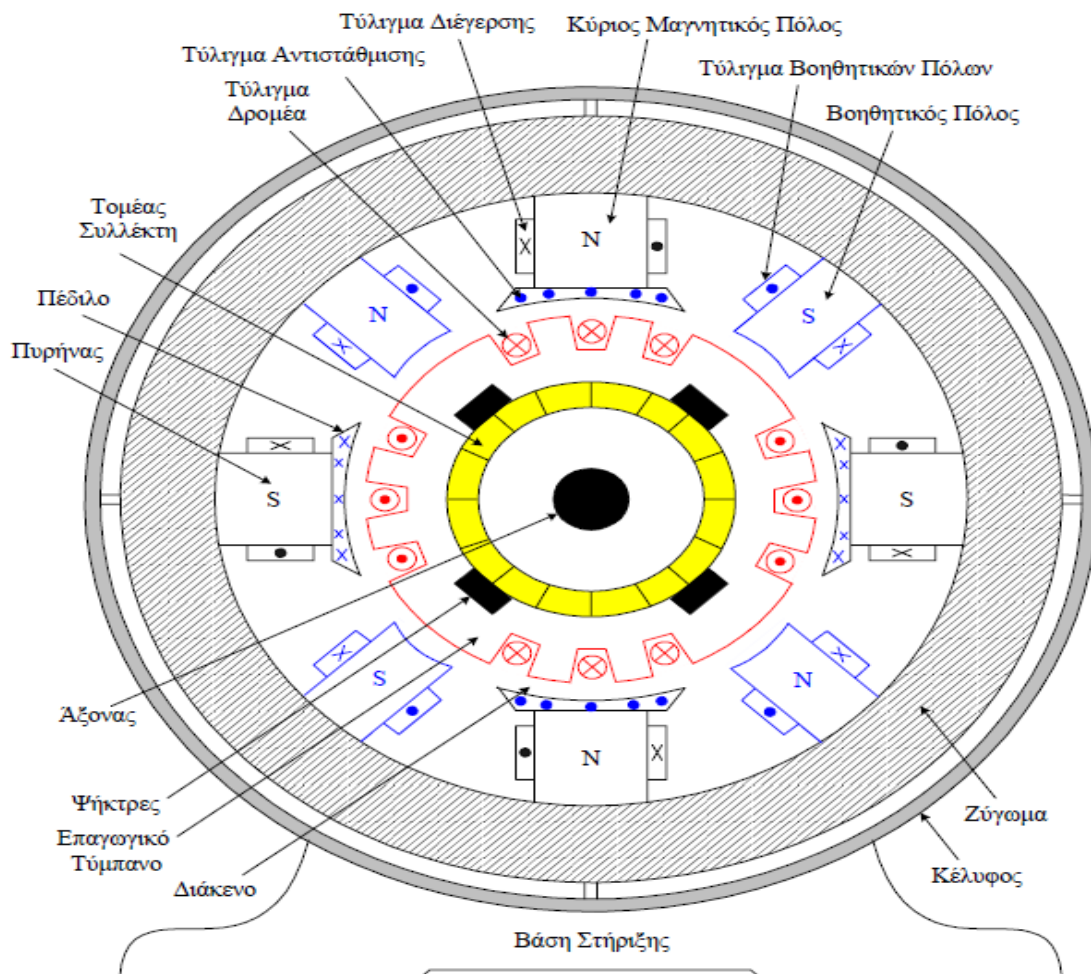 Τύλιγμα Διέγερσης
Κύριος Μαγνητικός Πόλος
Τύλιγμα Αντιστάθμισης
Τύλιγμα Βοηθητικών Πόλων
Τύλιγμα
Δρομέα
Βοηθητικός Πόλος
Τομέας
Συλλέκτη
Πέδιλο
Πυρήνας
N
N
S
S
S
S
N
N
Άξονας
Ψήκτρες
Επαγωγικό
Τύμπανο
Διάκενο
Ζύγωμα
Κέλυφος
Βάση Στήριξης